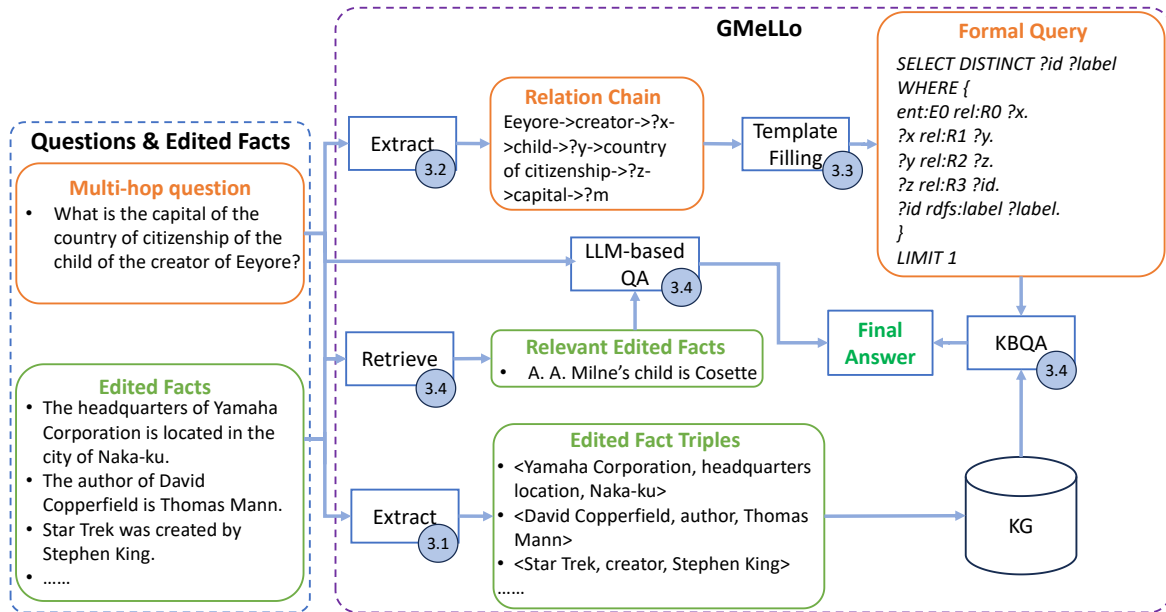 GMeLLo
Questions & Edited Facts
Multi-hop question
• What is the capital of the
country of citizenship of the
child of the creator of Eeyore?
Edited Facts
• The headquarters of Yamaha
Corporation is located in the
city of Naka-ku.
• The author of David
Copperfield is Thomas Mann.
• Star Trek was created by
Stephen King.
• ……
Extract
3.2
Relation Chain
Eeyore->creator->?x-
>child->?y->country
of citizenship->?z-
>capital->?m
Template
Filling
3.3
Formal Query
SELECT DISTINCT ?id ?label
WHERE {
ent:E0 rel:R0 ?x.
?x rel:R1 ?y.
?y rel:R2 ?z.
?z rel:R3 ?id.
?id rdfs:label ?label.
}
LIMIT 1
LLM-based
QA
3.4
Retrieve
3.4
Relevant Edited Facts
• A. A. Milne’s child is Cosette
Final
Answer
KBQA
3.4
Extract
3.1
Edited Fact Triples
• <Yamaha Corporation, headquarters
location, Naka-ku>
• <David Copperfield, author, Thomas
Mann>
• <Star Trek, creator, Stephen King>
……
KG